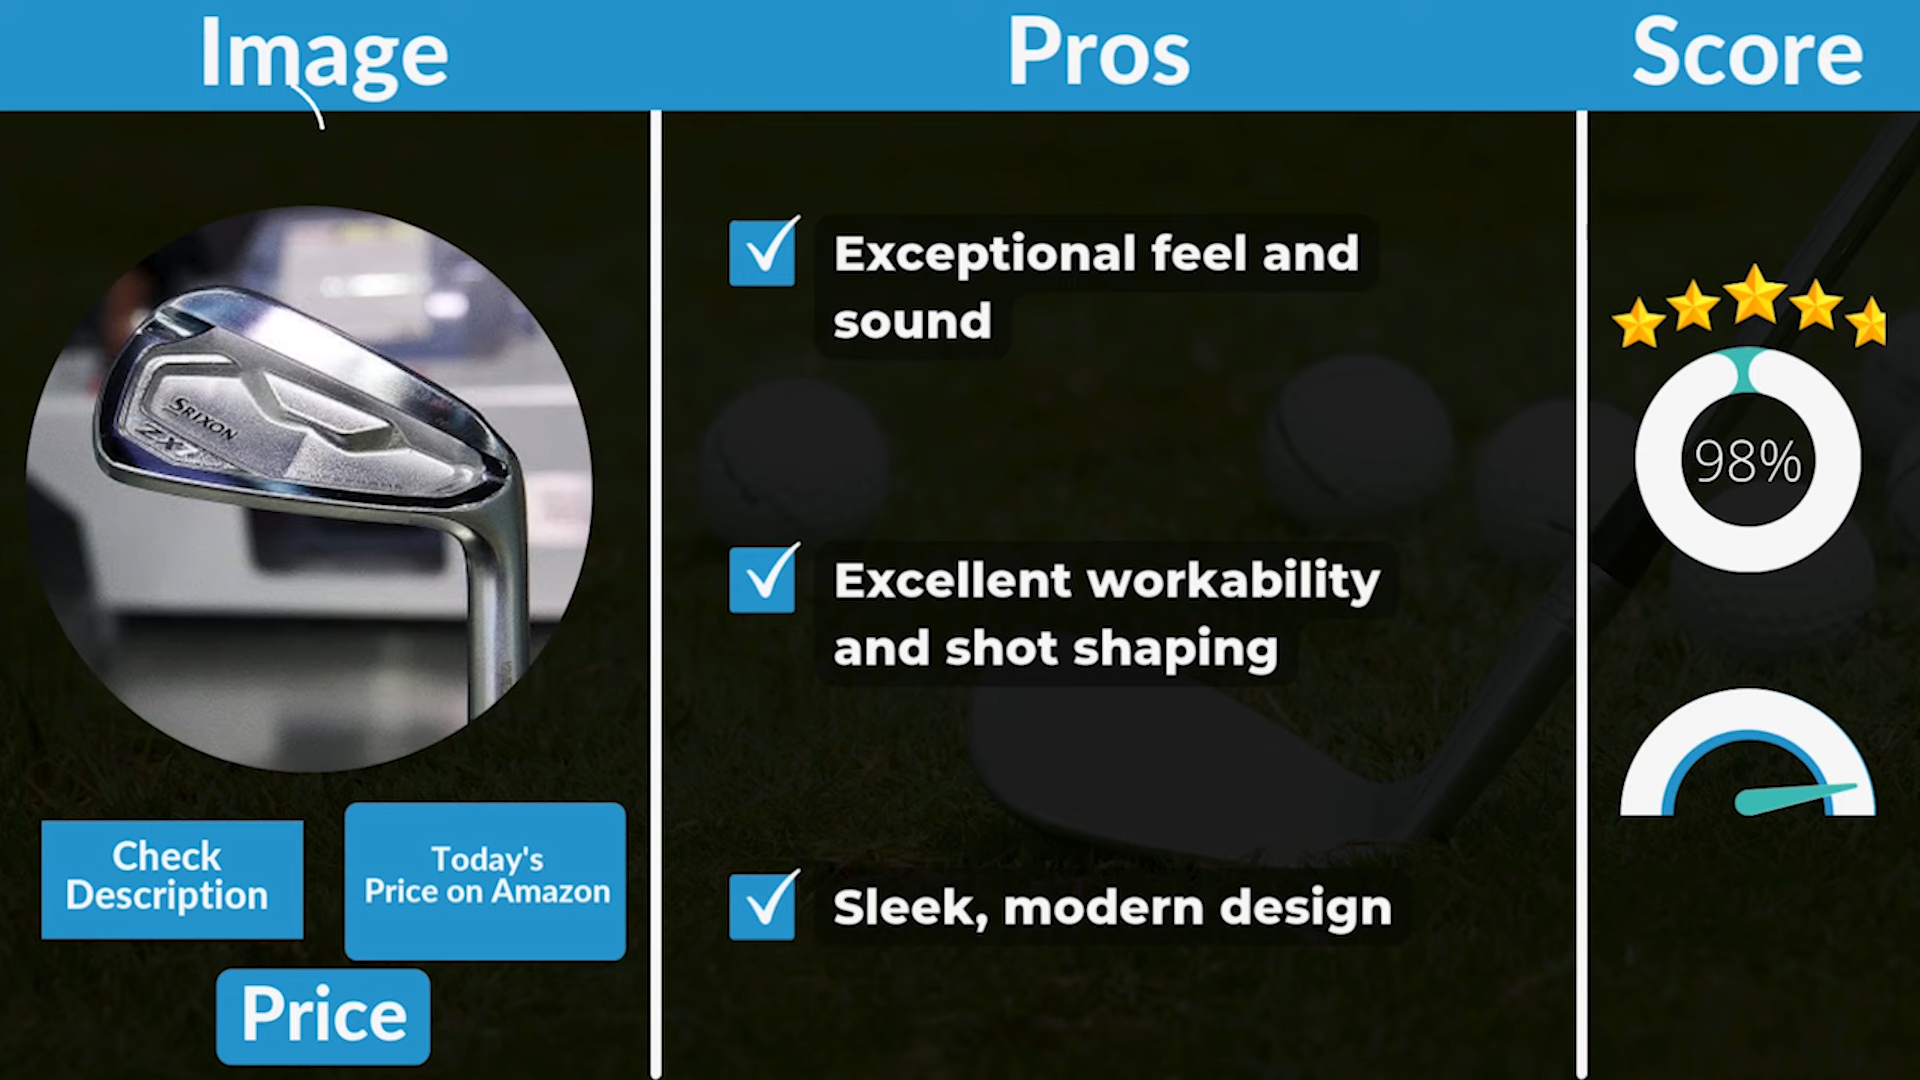 Image
Pros
Score
SRIXON
ZX7
Exceptional feel and
sound
Excellent workability
and shot shaping
Sleek, modern design
98%
Check
Description
Today's
Price on Amazon
Price